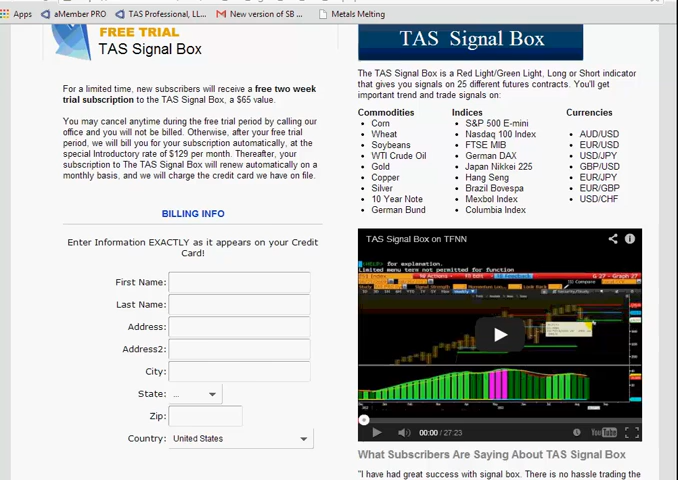 Apps aMember PRO TAS Professional, LL... New version of SB ... Metals Melting
FREE TRIAL
TAS Signal Box
For a limited time, new subscribers will receive a free two week
trial subscription to the TAS Signal Box, a $65 value.
You may cancel anytime during the free trial period by calling our
office and you will not be billed. Otherwise, after your free trial
period, we will bill you for your subscription automatically, at
the special Introductory rate of $129 per month. Thereafter, your
subscription to The TAS Signal Box will renew automatically on a
monthly basis, and we will charge the credit card we have on file.
BILLING INFO
Enter Information EXACTLY as it appears on your Credit
Card!
First Name:
Last Name:
Address:
Address2:
City:
State: ...
Zip:
Country: United States
TAS Signal Box
The TAS Signal Box is a Red Light/Green Light, Long or Short indicator
that gives you signals on 25 different futures contracts. You'll get
important trend and trade signals on:
Commodities
Corn
Wheat
Soybeans
WTI Crude Oil
Gold
Copper
Silver
10 Year Note
German Bund
Indices
S&P 500 E-mini
Nasdaq 100 Index
FTSE MIB
German DAX
Japan Nikkei 225
Hang Seng
Brazil Bovespa
Mexbol Index
Columbia Index
Currencies
AUD/USD
EUR/USD
USD/JPY
GBP/USD
EUR/JPY
EUR/GBP
USD/CHF
TAS Signal Box on TFNN
<HELP> for explanation.
Limited menu term not permitted for function
00:00 / 27:23
YouTube
What Subscribers Are Saying About TAS Signal Box
"I have had great success with signal box. There is no hassle trading the